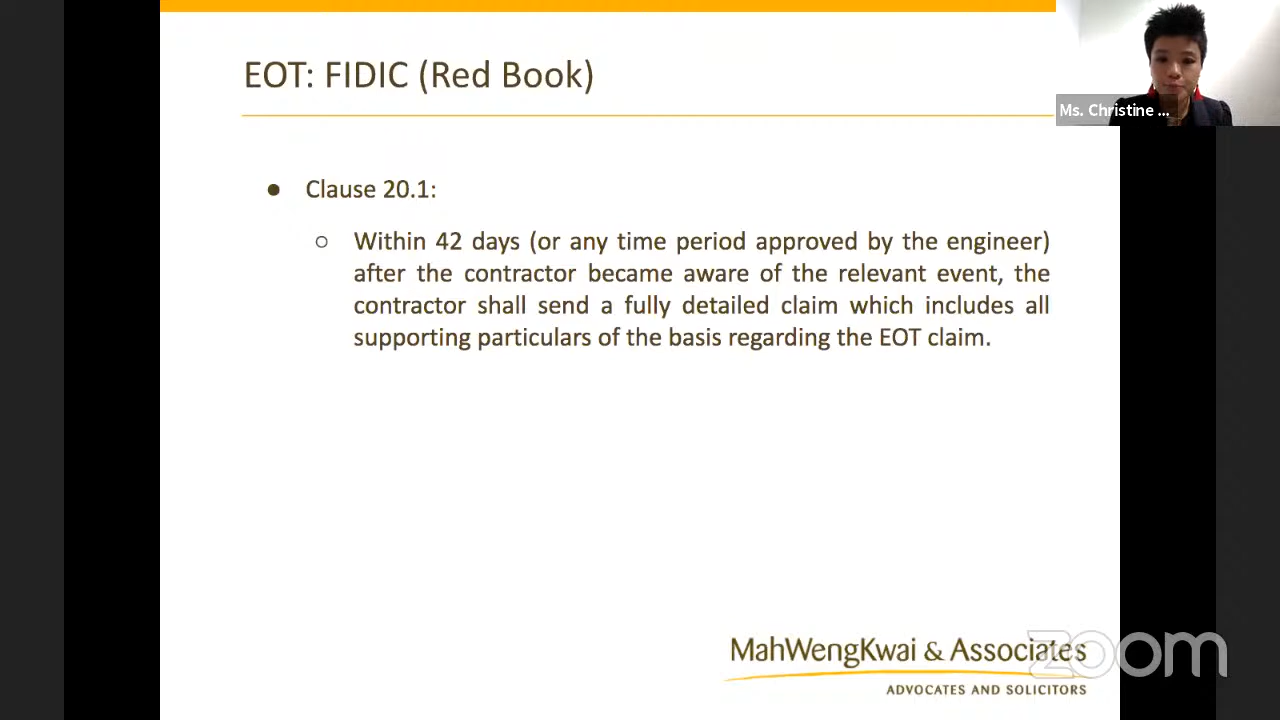 EOT: FIDIC (Red Book)
Ms. Christine ...
● Clause 20.1:
○ Within 42 days (or any time period approved by the engineer)
after the contractor became aware of the relevant event, the
contractor shall send a fully detailed claim which includes all
supporting particulars of the basis regarding the EOT claim.
MahWengKwai & Associates
zoom
ADVOCATES AND SOLICITORS